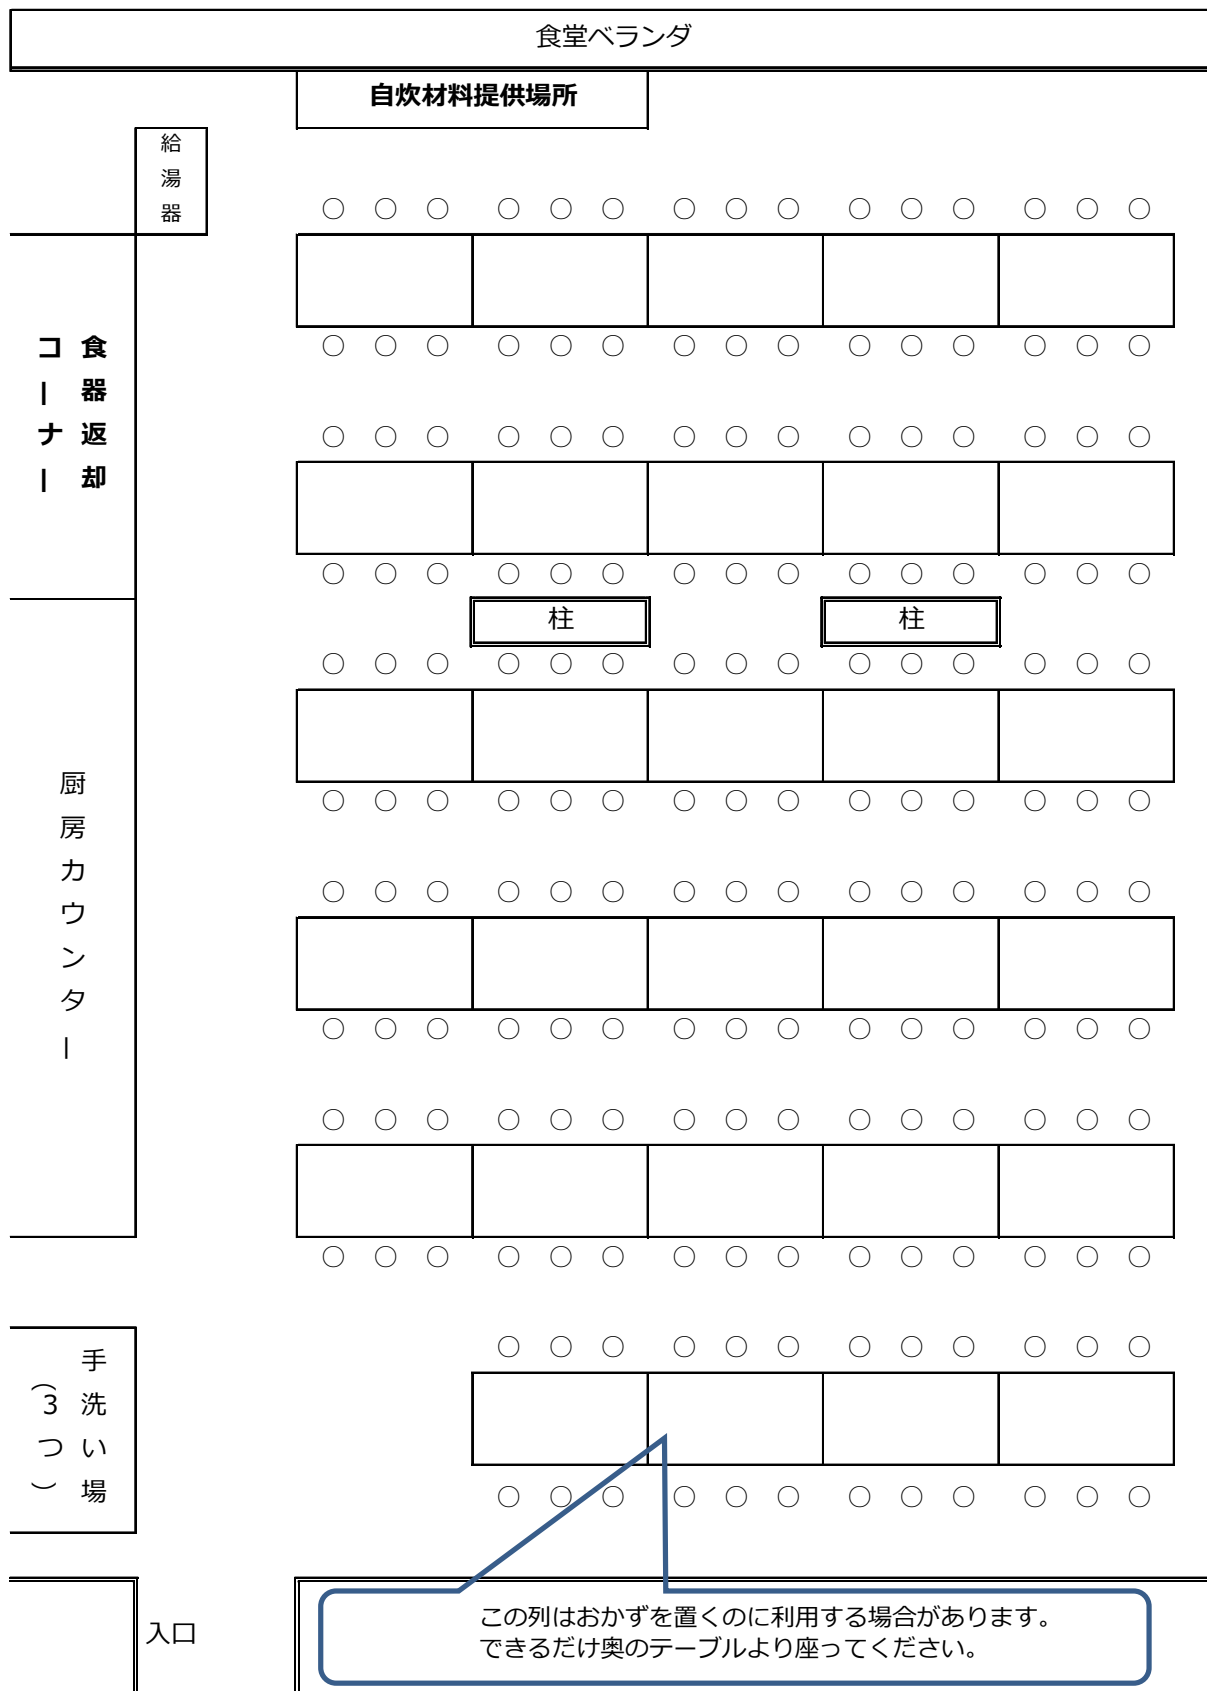 食堂ベランダ
自炊材料提供場所
給湯器
○ ○ ○ ○ ○ ○ ○ ○ ○ ○ ○ ○ ○ ○ ○
○ ○ ○ ○ ○ ○ ○ ○ ○ ○ ○ ○ ○ ○ ○
食器返却
コーナー
○ ○ ○ ○ ○ ○ ○ ○ ○ ○ ○ ○ ○ ○ ○
○ ○ ○ ○ ○ ○ ○ ○ ○ ○ ○ ○ ○ ○ ○
柱
柱
○ ○ ○ ○ ○ ○ ○ ○ ○ ○ ○ ○ ○ ○ ○
○ ○ ○ ○ ○ ○ ○ ○ ○ ○ ○ ○ ○ ○ ○
厨房カウンター
○ ○ ○ ○ ○ ○ ○ ○ ○ ○ ○ ○ ○ ○ ○
○ ○ ○ ○ ○ ○ ○ ○ ○ ○ ○ ○ ○ ○ ○
○ ○ ○ ○ ○ ○ ○ ○ ○ ○ ○ ○ ○ ○ ○
○ ○ ○ ○ ○ ○ ○ ○ ○ ○ ○ ○ ○ ○ ○
手洗い場
(3つ)
○ ○ ○ ○ ○ ○ ○ ○ ○ ○ ○ ○
○ ○ ○ ○ ○ ○ ○ ○ ○ ○ ○ ○
入口
この列はおかずを置くのに利用する場合があります。
できるだけ奥のテーブルより座ってください。